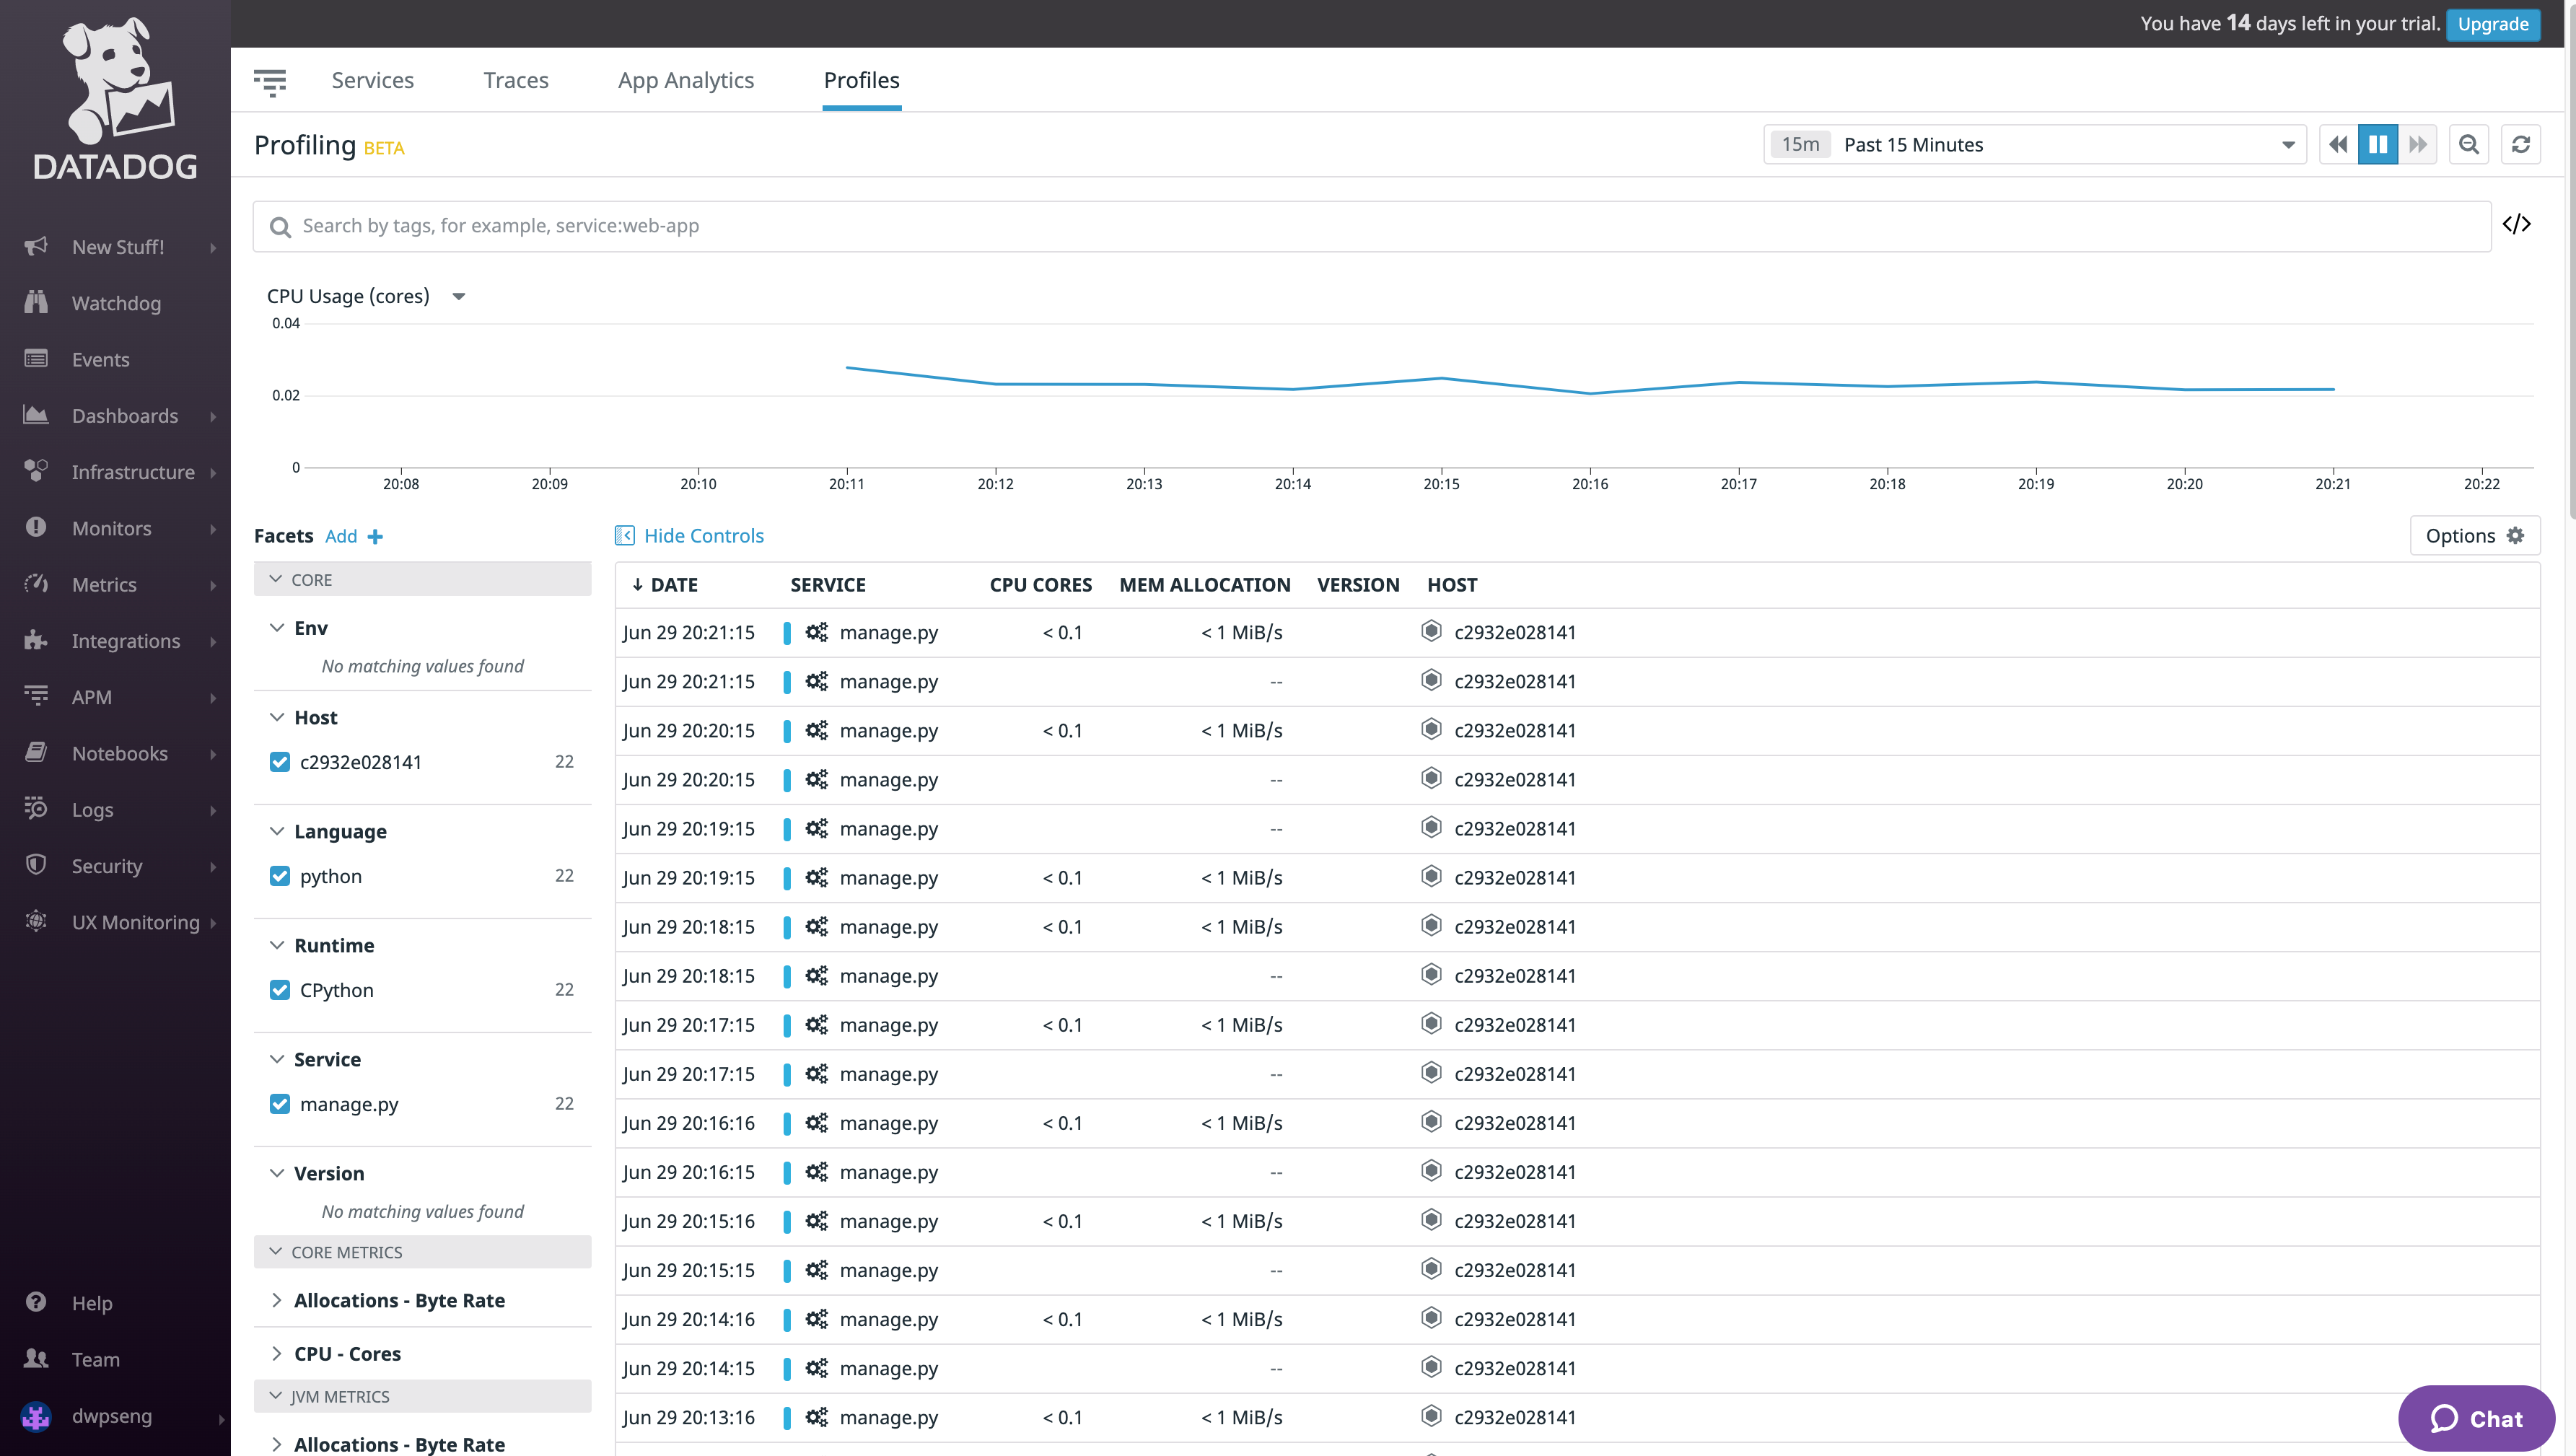 You have 14 days left in your trial. Upgrade
DATADOG
New Stuff!
Watchdog
Events
Dashboards
Infrastructure
Monitors
Metrics
Integrations
APM
Notebooks
Logs
Security
UX Monitoring
Help
Team
dwpseng
Services Traces App Analytics Profiles
Profiling BETA
15m Past 15 Minutes
Search by tags, for example, service:web-app
</>
CPU Usage (cores)
0.04
0.02
0
20:08 20:09 20:10 20:11 20:12 20:13 20:14 20:15 20:16 20:17 20:18 20:19 20:20 20:21 20:22
Facets Add +
CORE
Env
No matching values found
Host
c2932e028141 22
Language
python 22
Runtime
CPython 22
Service
manage.py 22
Version
No matching values found
CORE METRICS
Allocations - Byte Rate
CPU - Cores
JVM METRICS
Allocations - Byte Rate
Hide Controls
Options
DATE SERVICE CPU CORES MEM ALLOCATION VERSION HOST
Jun 29 20:21:15 manage.py < 0.1 < 1 MiB/s c2932e028141
Jun 29 20:21:15 manage.py -- c2932e028141
Jun 29 20:20:15 manage.py < 0.1 < 1 MiB/s c2932e028141
Jun 29 20:20:15 manage.py -- c2932e028141
Jun 29 20:19:15 manage.py -- c2932e028141
Jun 29 20:19:15 manage.py < 0.1 < 1 MiB/s c2932e028141
Jun 29 20:18:15 manage.py < 0.1 < 1 MiB/s c2932e028141
Jun 29 20:18:15 manage.py -- c2932e028141
Jun 29 20:17:15 manage.py < 0.1 < 1 MiB/s c2932e028141
Jun 29 20:17:15 manage.py -- c2932e028141
Jun 29 20:16:16 manage.py < 0.1 < 1 MiB/s c2932e028141
Jun 29 20:16:15 manage.py -- c2932e028141
Jun 29 20:15:16 manage.py < 0.1 < 1 MiB/s c2932e028141
Jun 29 20:15:15 manage.py -- c2932e028141
Jun 29 20:14:16 manage.py < 0.1 < 1 MiB/s c2932e028141
Jun 29 20:14:15 manage.py -- c2932e028141
Jun 29 20:13:16 manage.py < 0.1 < 1 MiB/s c2932e028141
Chat